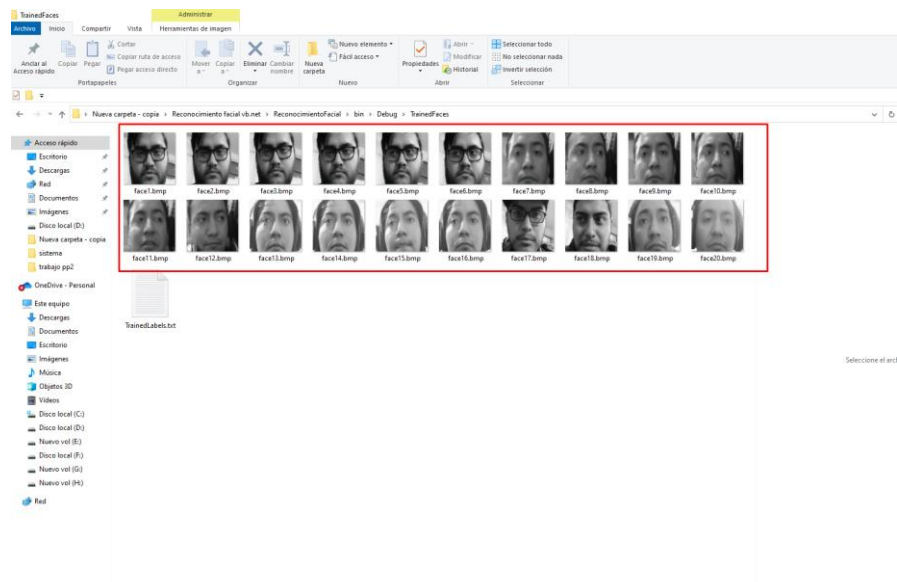 TrainedFaces
Administrar
Archivo Inicio Compartir Vista Herramientas de imagen
Anclar al Acceso rápido
Copiar
Pegar
Cortar
Copiar ruta de acceso
Pegar acceso directo
Mover a
Copiar a
Eliminar
Cambiar nombre
Nueva carpeta
Nuevo elemento
Fácil acceso
Propiedades
Abrir
Modificar
Historial
Seleccionar todo
No seleccionar nada
Invertir selección
Portapapeles Organizar Nuevo Abrir Seleccionar
Nueva carpeta - copia > Reconocimiento facial vb.net > ReconocimientoFacial > bin > Debug > TrainedFaces
Acceso rápido
Escritorio
Descargas
Red
Documentos
Imágenes
Disco local (D:)
Nueva carpeta - copia
sistema
trabajo pp2
OneDrive - Personal
Este equipo
Descargas
Documentos
Escritorio
Imágenes
Música
Objetos 3D
Vídeos
Disco local (C:)
Disco local (D:)
Nuevo vol (E:)
Disco local (F:)
Nuevo vol (G:)
Nuevo vol (H:)
Red
face1.bmp face2.bmp face3.bmp face4.bmp face5.bmp face6.bmp face7.bmp face8.bmp face9.bmp face10.bmp
face11.bmp face12.bmp face13.bmp face14.bmp face15.bmp face16.bmp face17.bmp face18.bmp face19.bmp face20.bmp
TrainedLabels.txt
Seleccione el arc